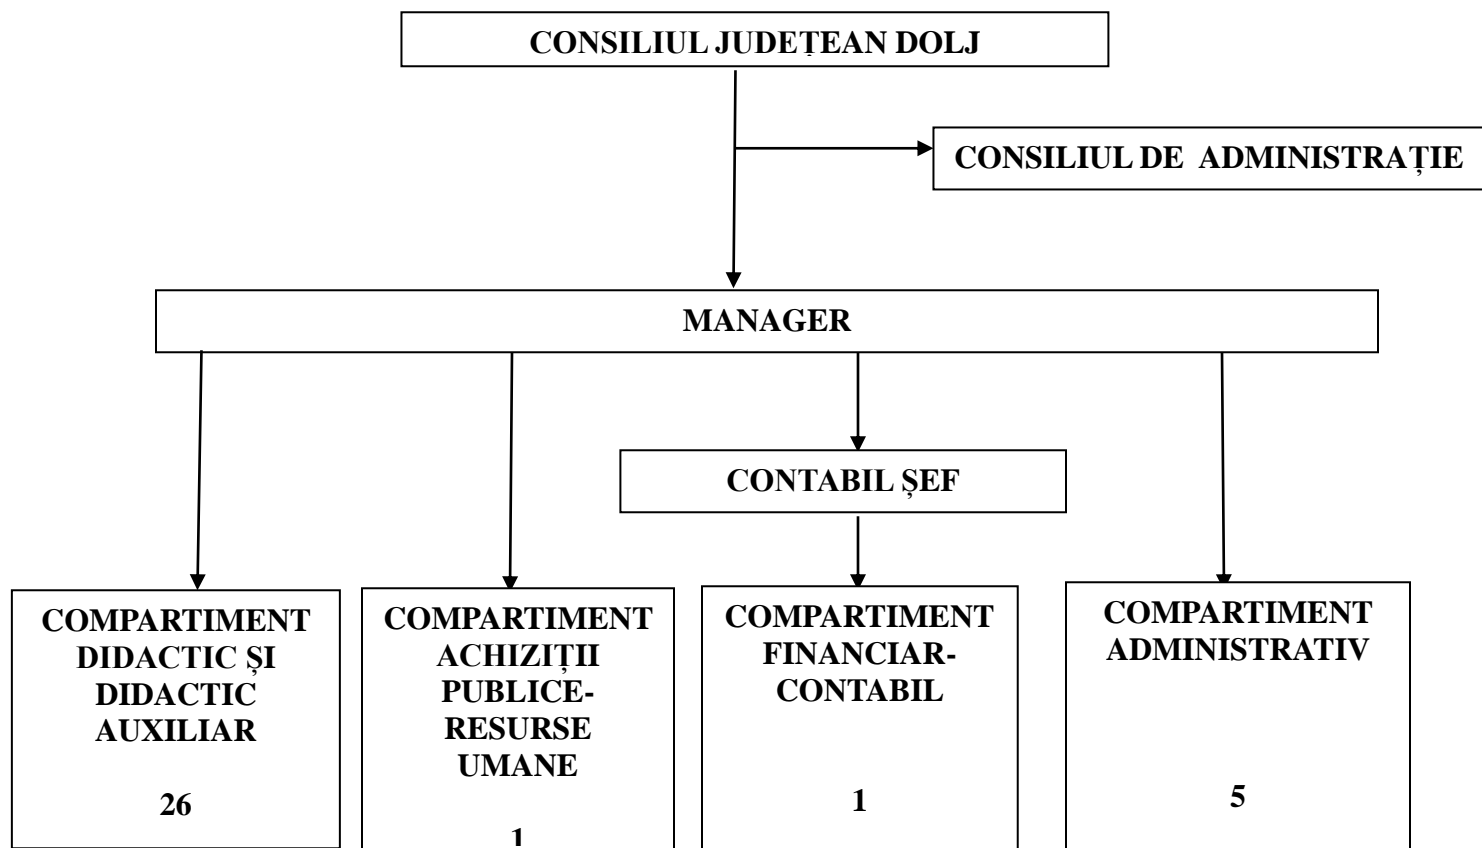 CONSILIUL JUDEȚEAN DOLJ
CONSILIUL DE ADMINISTRAȚIE
MANAGER
CONTABIL ȘEF
COMPARTIMENT
DIDACTIC ȘI
DIDACTIC
AUXILIAR
26
COMPARTIMENT
ACHIZIȚII
PUBLICE-
RESURSE
UMANE
1
COMPARTIMENT
FINANCIAR-
CONTABIL
1
COMPARTIMENT
ADMINISTRATIV
5